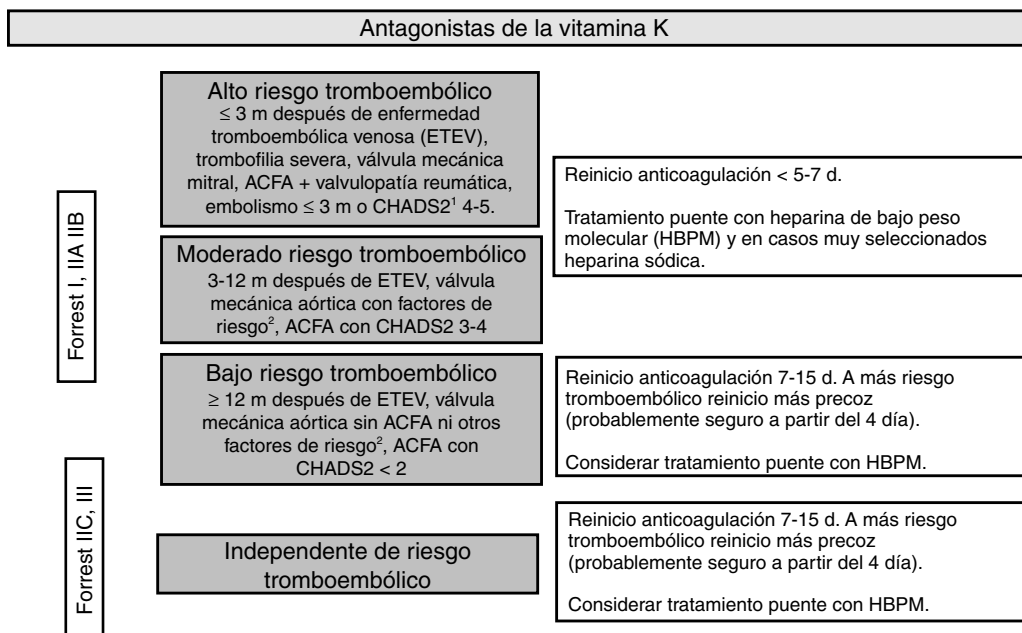 Antagonistas de la vitamina K
Forrest I, IIA IIB
Alto riesgo tromboembólico
≤ 3 m después de enfermedad
tromboembólica venosa (ETEV),
trombofilia severa, válvula mecánica
mitral, ACFA + valvulopatía reumática,
embolismo ≤ 3 m o CHADS2¹ 4-5.
Moderado riesgo tromboembólico
3-12 m después de ETEV, válvula
mecánica aórtica con factores de
riesgo², ACFA con CHADS2 3-4
Reinicio anticoagulación < 5-7 d.
Tratamiento puente con heparina de bajo peso
molecular (HBPM) y en casos muy seleccionados
heparina sódica.
Bajo riesgo tromboembólico
≥ 12 m después de ETEV, válvula
mecánica aórtica sin ACFA ni otros
factores de riesgo², ACFA con
CHADS2 < 2
Reinicio anticoagulación 7-15 d. A más riesgo
tromboembólico reinicio más precoz
(probablemente seguro a partir del 4 día).
Considerar tratamiento puente con HBPM.
Forrest IIC, III
Independente de riesgo
tromboembólico
Reinicio anticoagulación 7-15 d. A más riesgo
tromboembólico reinicio más precoz
(probablemente seguro a partir del 4 día).
Considerar tratamiento puente con HBPM.